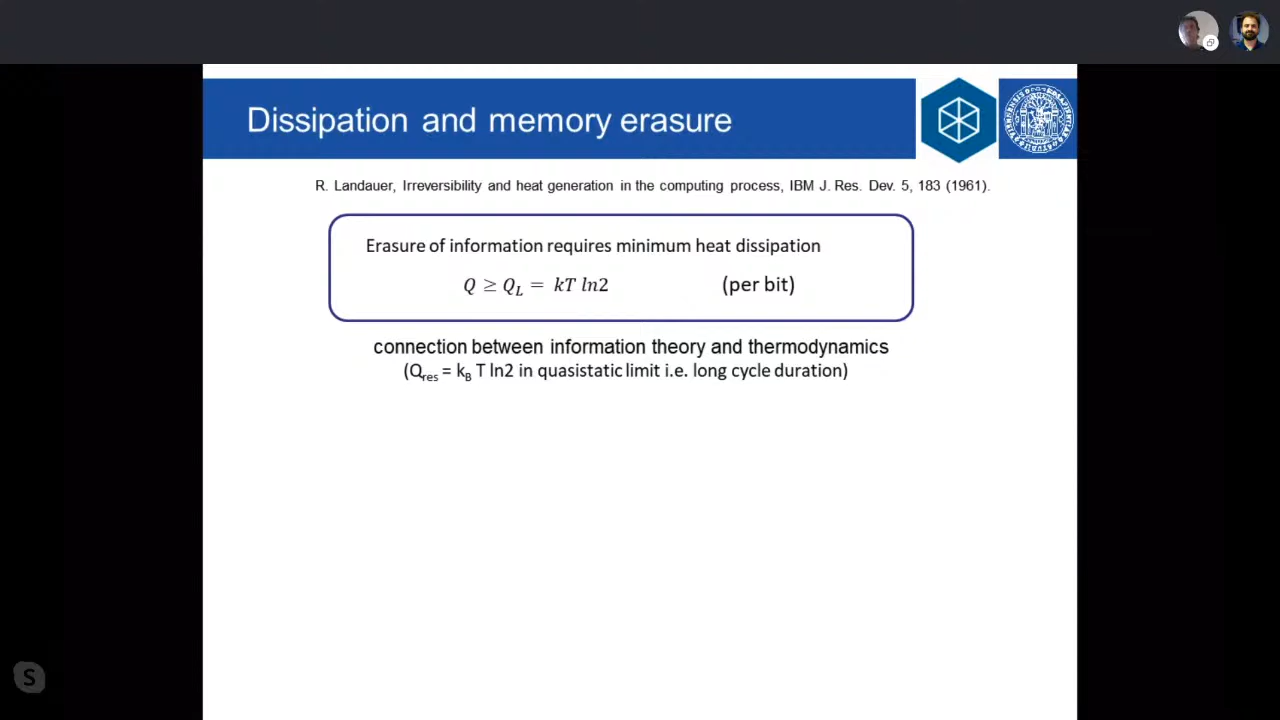 Dissipation and memory erasure
R. Landauer, Irreversibility and heat generation in the computing process, IBM J. Res. Dev. 5, 183 (1961).
Erasure of information requires minimum heat dissipation
Q ≥ Q_L = kT ln2 (per bit)
connection between information theory and thermodynamics
(Q_res = k_B T ln2 in quasistatic limit i.e. long cycle duration)
S